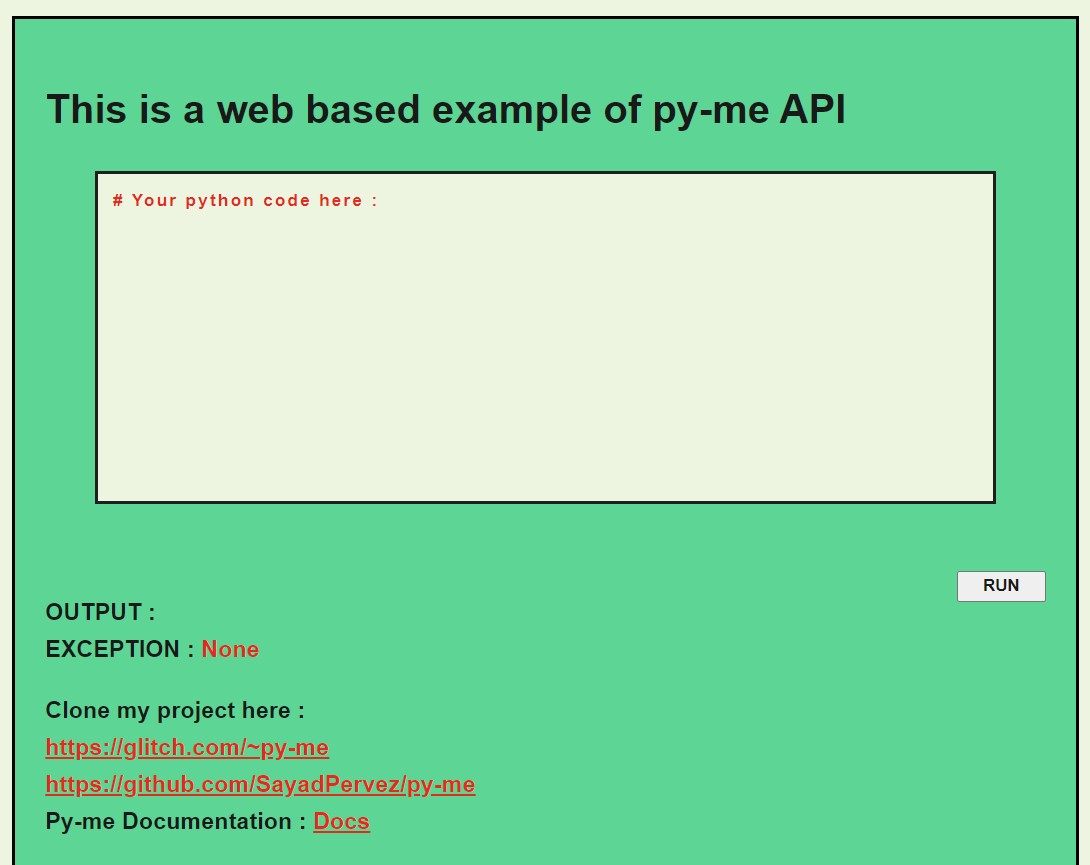 This is a web based example of py-me API
# Your python code here :
RUN
OUTPUT :
EXCEPTION : None
Clone my project here :
https://glitch.com/~py-me
https://github.com/SayadPervez/py-me
Py-me Documentation : Docs